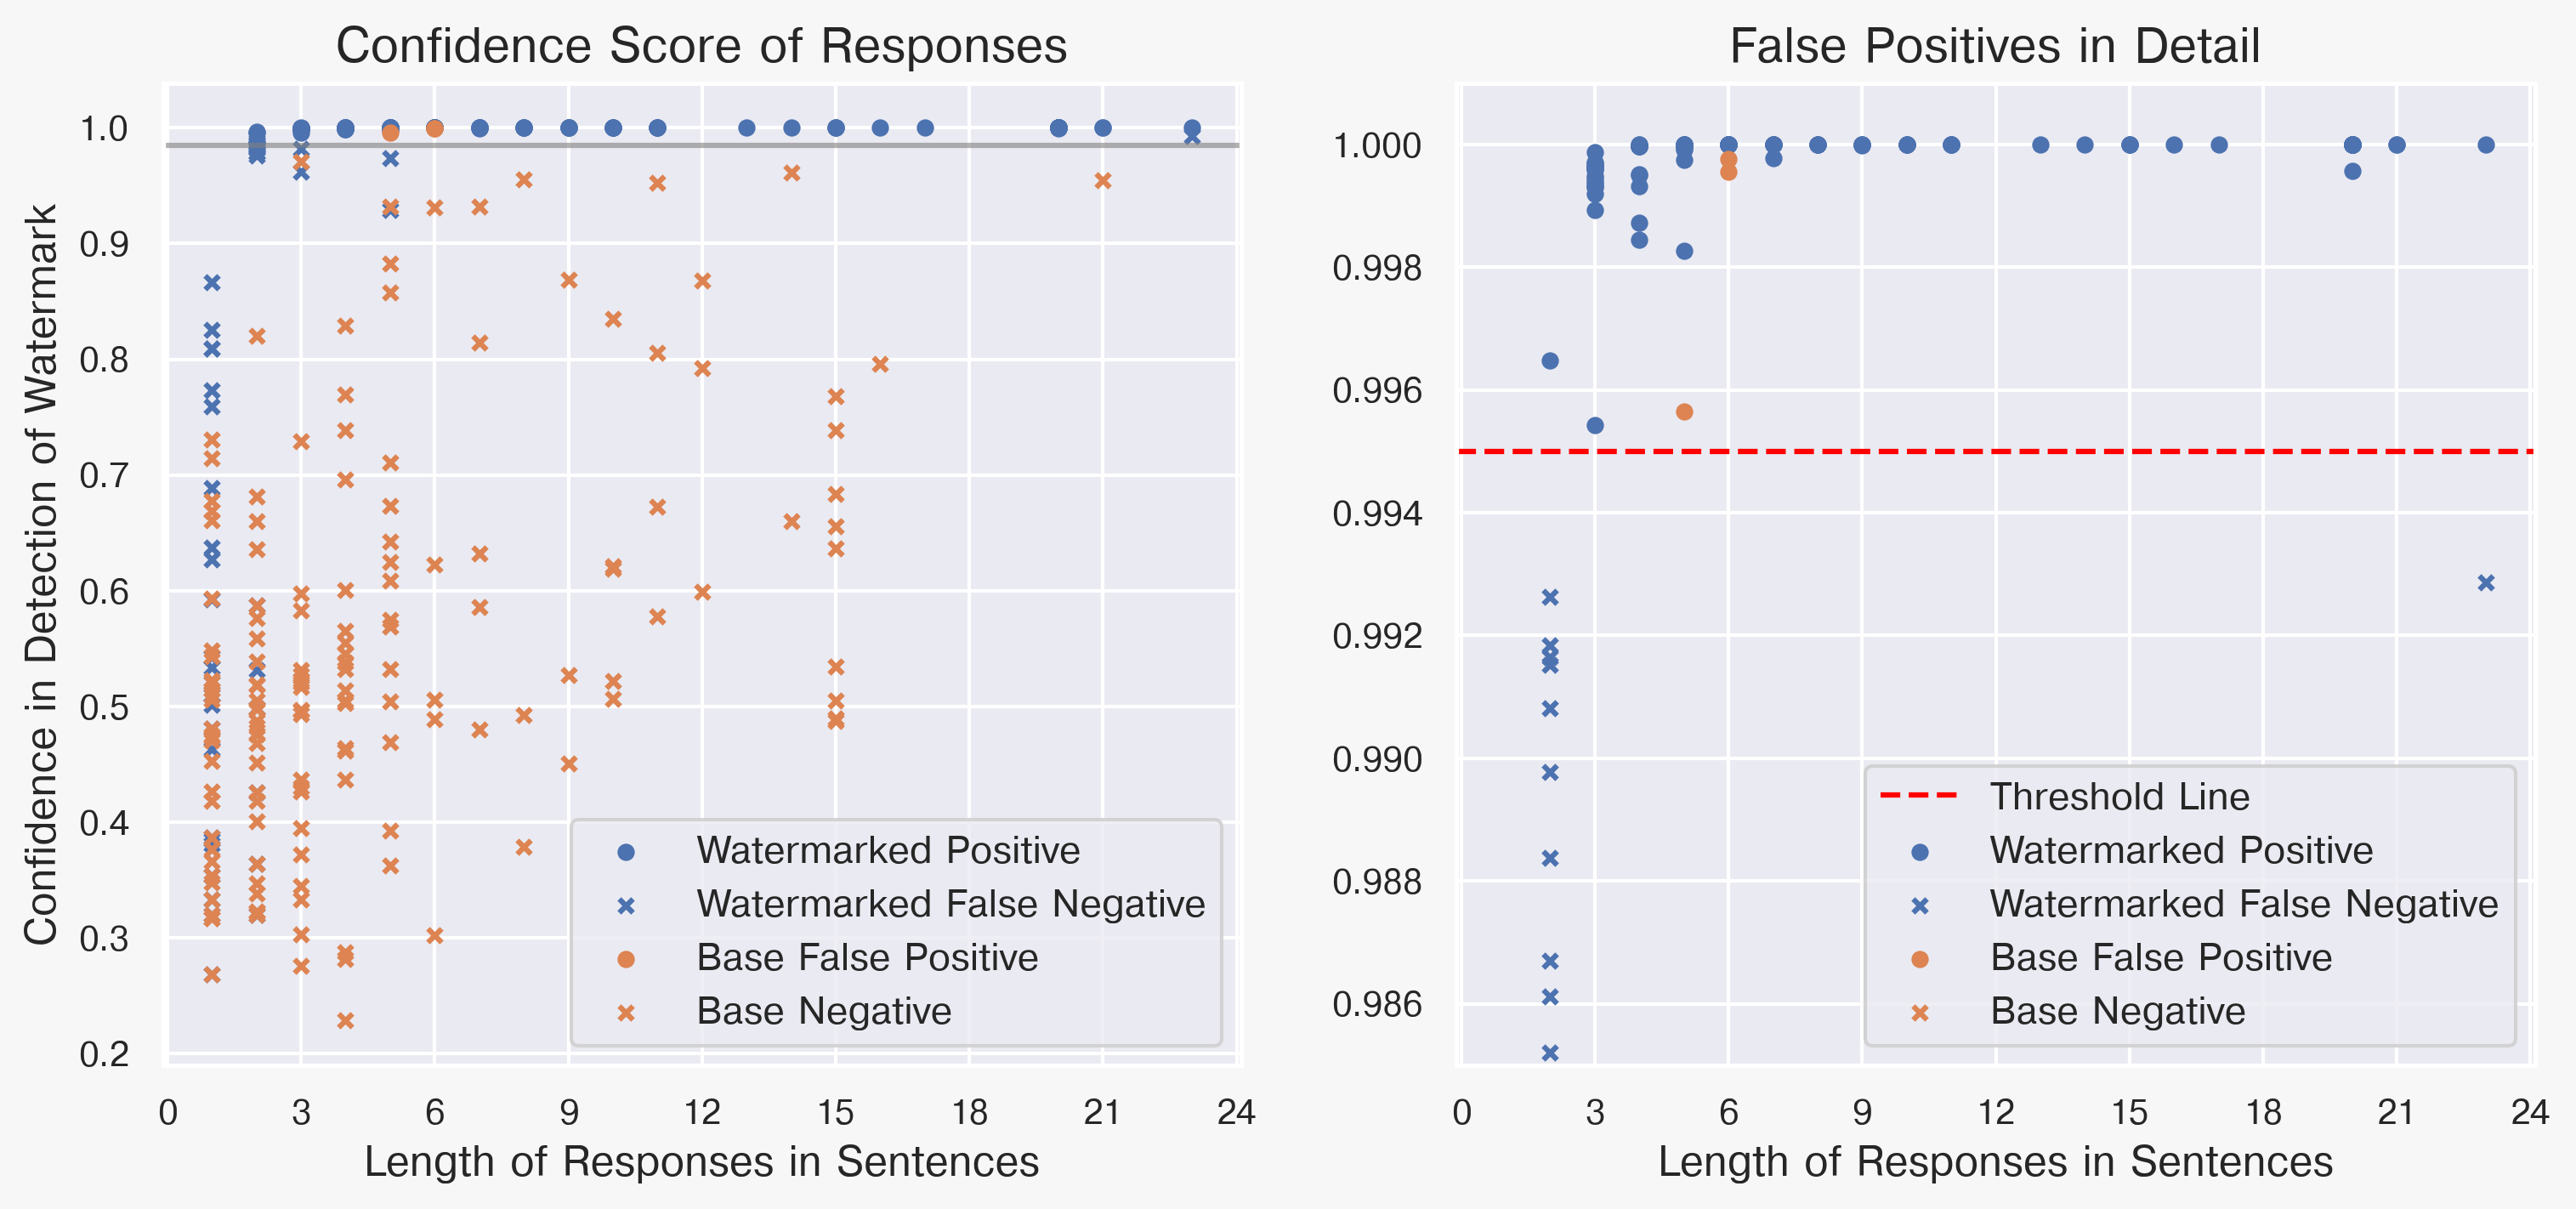 Confidence Score of Responses
Confidence in Detection of Watermark
1.0
0.9
0.8
0.7
0.6
0.5
0.4
0.3
0.2
0 3 6 9 12 15 18 21 24
Length of Responses in Sentences
Watermarked Positive
Watermarked False Negative
Base False Positive
Base Negative
False Positives in Detail
1.000
0.998
0.996
0.994
0.992
0.990
0.988
0.986
0 3 6 9 12 15 18 21 24
Length of Responses in Sentences
Threshold Line
Watermarked Positive
Watermarked False Negative
Base False Positive
Base Negative